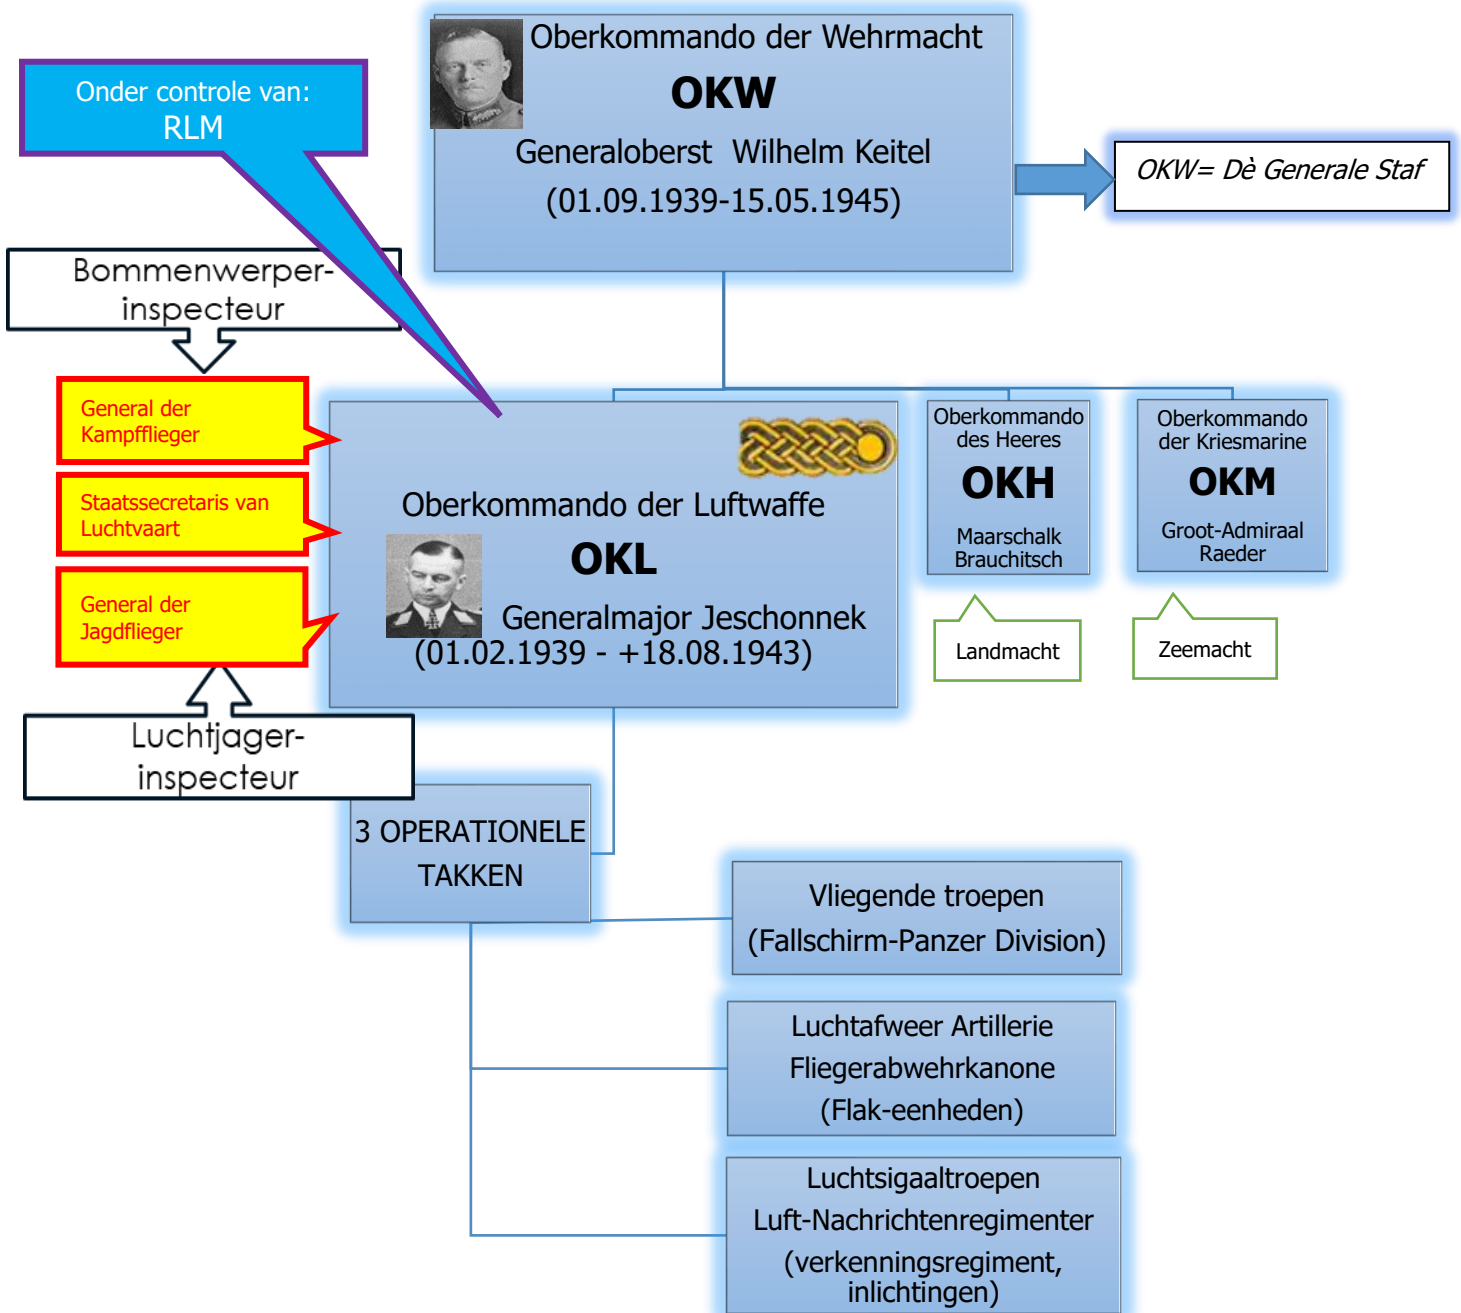 Oberkommando der Wehrmacht
OKW
Generaloberst Wilhelm Keitel
(01.09.1939-15.05.1945)
Onder controle van:
RLM
OKW= Dè Generale Staf
Bommenwerper-
inspecteur
General der
Kampfflieger
Staatssecretaris van
Luchtvaart
General der
Jagdflieger
Luchtjager-
inspecteur
Oberkommando der Luftwaffe
OKL
Generalmajor Jeschonnek
(01.02.1939 - +18.08.1943)
Oberkommando
des Heeres
OKH
Maarschalk
Brauchitsch
Landmacht
Oberkommando
der Kriesmarine
OKM
Groot-Admiraal
Raeder
Zeemacht
3 OPERATIONELE
TAKKEN
Vliegende troepen
(Fallschirm-Panzer Division)
Luchtafweer Artillerie
Fliegerabwehrkanone
(Flak-eenheden)
Luchtsigaaltroepen
Luft-Nachrichtenregimenter
(verkenningsregiment,
inlichtingen)